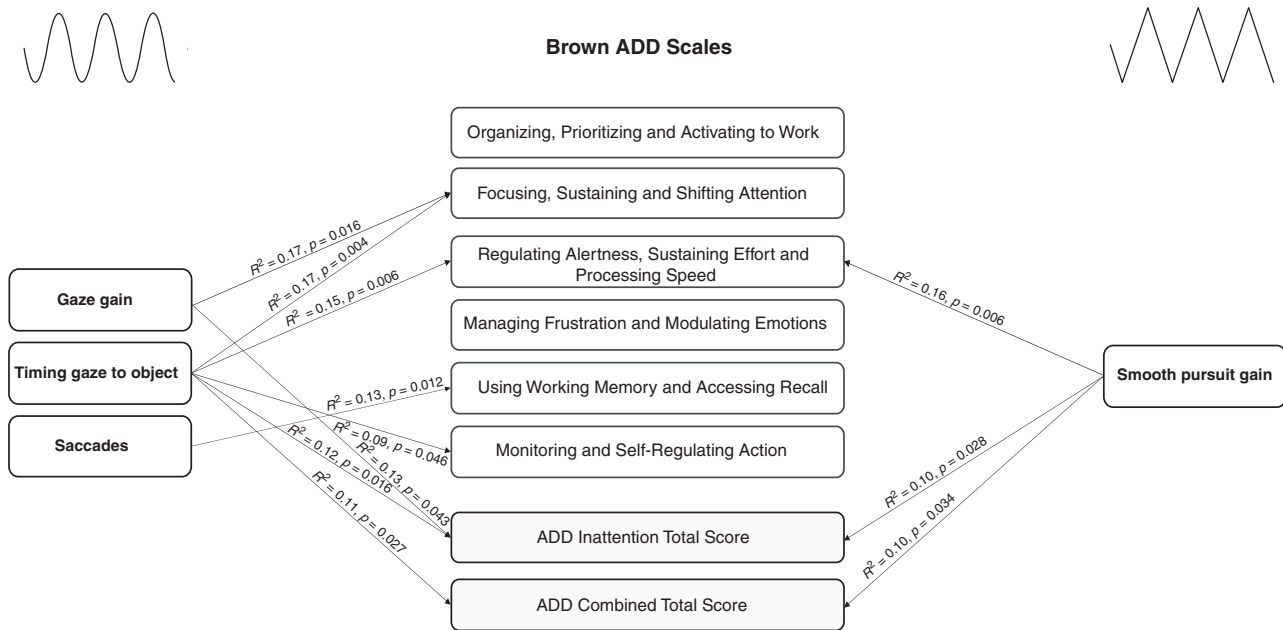 Brown ADD Scales
Organizing, Prioritizing and Activating to Work
Focusing, Sustaining and Shifting Attention
Regulating Alertness, Sustaining Effort and
Processing Speed
Managing Frustration and Modulating Emotions
Using Working Memory and Accessing Recall
Monitoring and Self-Regulating Action
ADD Inattention Total Score
ADD Combined Total Score
Gaze gain
Timing gaze to object
Saccades
R² = 0.17, p = 0.016
R² = 0.17, p = 0.004
R² = 0.15, p = 0.006
R² = 0.13, p = 0.012
R² = 0.09, p = 0.046
R² = 0.13, p = 0.043
R² = 0.12, p = 0.016
R² = 0.11, p = 0.027
Smooth pursuit gain
R² = 0.16, p = 0.006
R² = 0.10, p = 0.028
R² = 0.10, p = 0.034